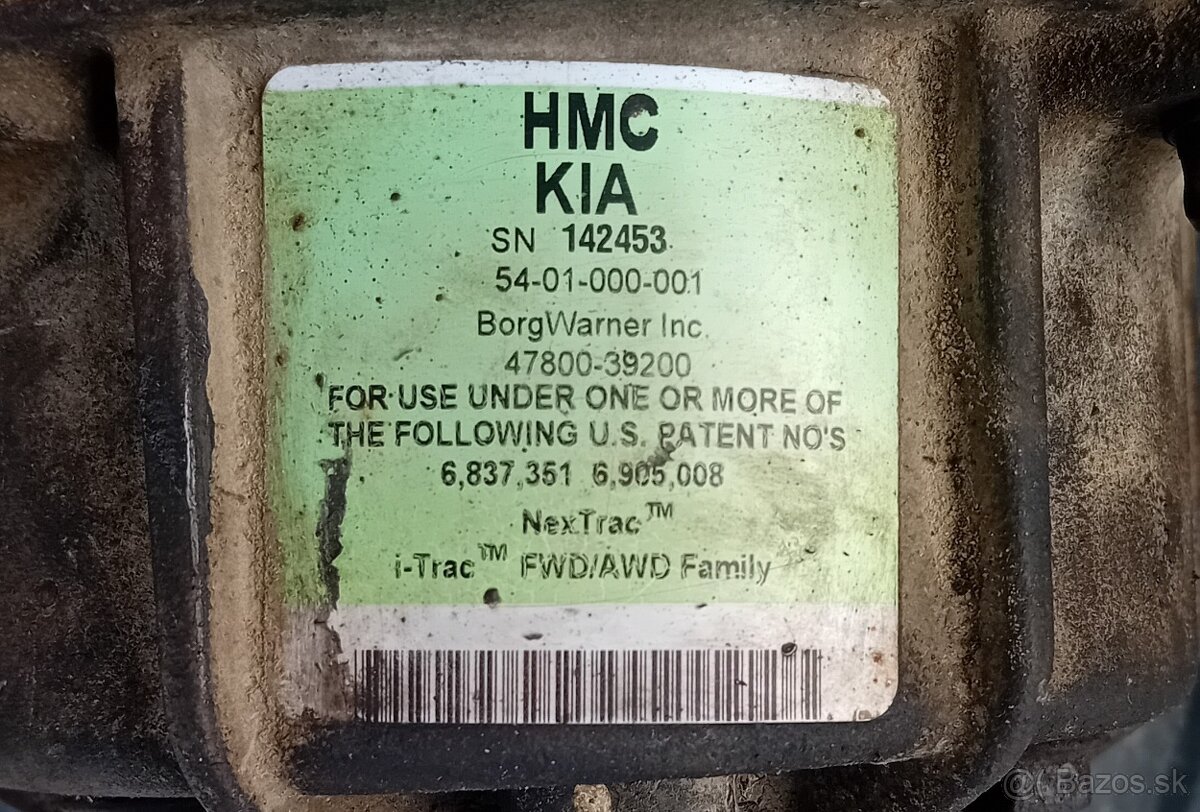 HMC
KIA
SN 142453
54-01-000-001
BorgWarner Inc.
47800-39200
FOR USE UNDER ONE OR MORE OF
THE FOLLOWING U.S. PATENT NO'S
6,837,351 6,905,008
NexTrac™
i-Trac™ FWD/AWD Family
Bazos.sk